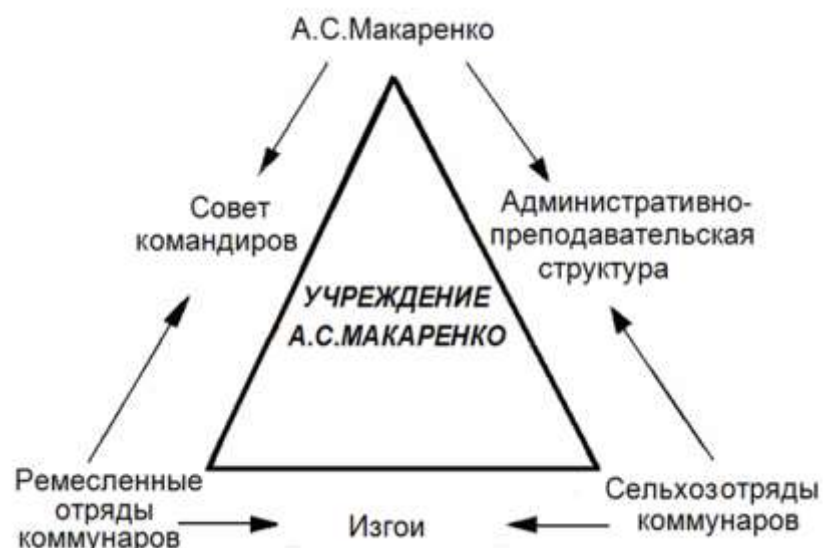 А.С.Макаренко
Совет
командиров
Административно-
преподавательская
структура
УЧРЕЖДЕНИЕ
А.С.МАКАРЕНКО
Ремесленные
отряды
коммунаров
Изгои
Сельхозотряды
коммунаров